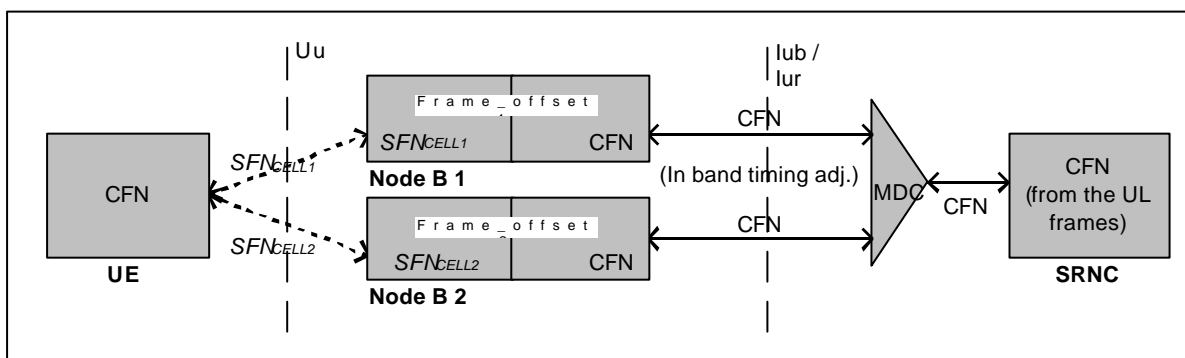 Uu
Iub /
Iur
Frame_offset
SFNCELL1
CFN
Node B 1
CFN
SFNCELL1
CFN
UE
SFNCELL2
Frame_offset
SFNCELL2
CFN
Node B 2
(In band timing adj.)
CFN
MDC
CFN
CFN
(from the UL
frames)
SRNC